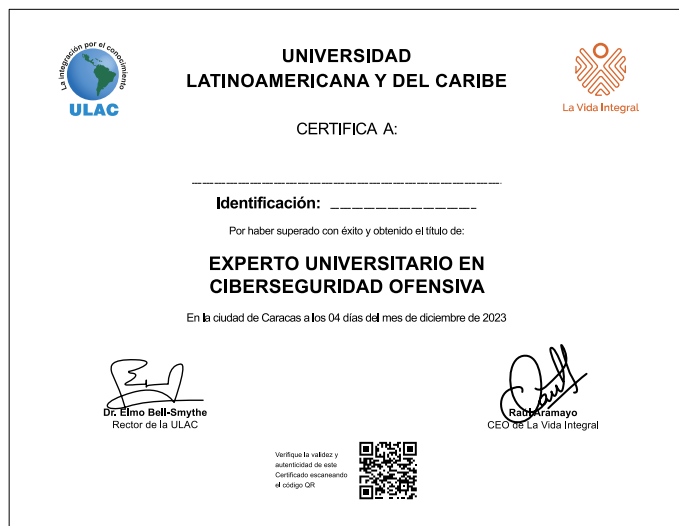 La integración por el conocimiento
ULAC
UNIVERSIDAD
LATINOAMERICANA Y DEL CARIBE
La Vida Integral
CERTIFICA A:
Identificación:
Por haber superado con éxito y obtenido el título de:
EXPERTO UNIVERSITARIO EN
CIBERSEGURIDAD OFENSIVA
En la ciudad de Caracas a los 04 días del mes de diciembre de 2023
Dr. Elmo Bell-Smythe
Rector de la ULAC
Raúl Aramayo
CEO de La Vida Integral
Verifique la validez y
autenticidad de este
Certificado escaneando
el código QR